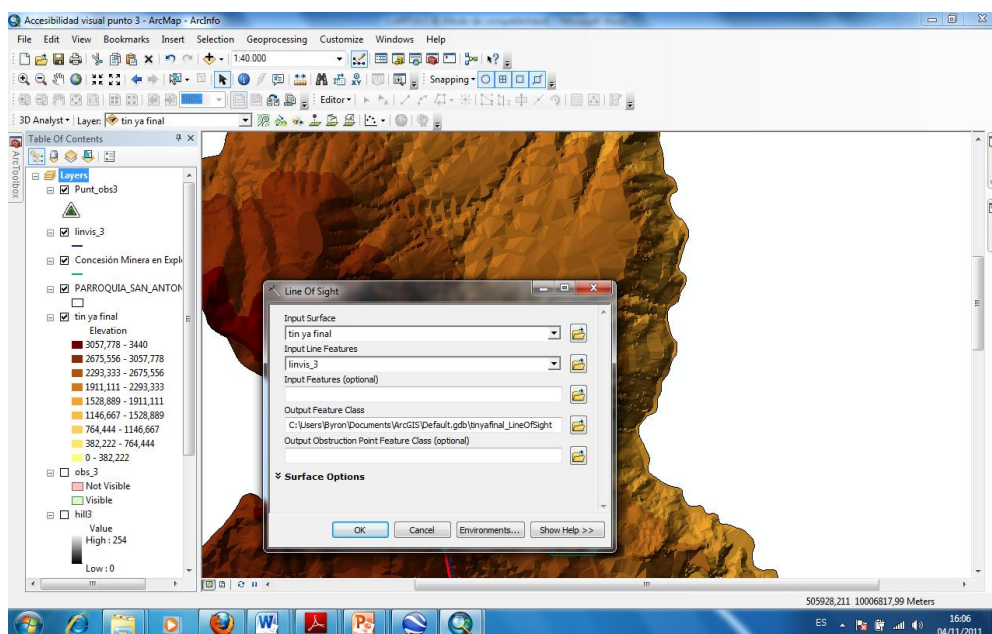 Accesibilidad visual punto 3 - ArcMap - ArcInfo
File Edit View Bookmarks Insert Selection Geoprocessing Customize Windows Help
1:40.000
Snapping
Editor
3D Analyst Layer: tin ya final
Table Of Contents
ArcToolbox
Layers
Punt_obs3
linvis_3
Concesión Minera en Expl
PARROQUIA_SAN_ANTON
tin ya final
Elevation
3057,778 - 3440
2675,556 - 3057,778
2293,333 - 2675,556
1911,111 - 2293,333
1528,889 - 1911,111
1146,667 - 1528,889
764,444 - 1146,667
382,222 - 764,444
0 - 382,222
obs_3
Not Visible
Visible
hill3
Value
High : 254
Low : 0
Line Of Sight
Input Surface
tin ya final
Input Line Features
linvis_3
Input Features (optional)
Output Feature Class
C:\Users\Byron\Documents\ArcGIS\Default.gdb\tinyafinal_LineOfSight
Output Obstruction Point Feature Class (optional)
Surface Options
OK Cancel Environments... Show Help >>
505928,211 10006817,99 Meters
ES
16:06
04/11/2011